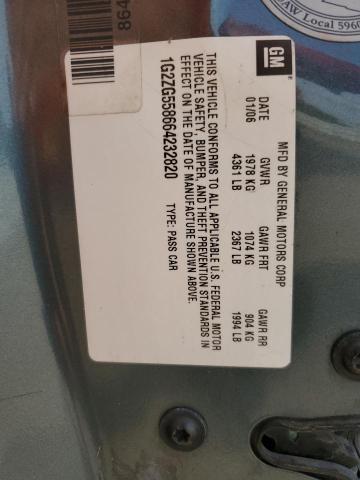 GM
MFD BY GENERAL MOTORS CORP
DATE GVWR GAWR FRT GAWR RR
01/06 1978 KG 1074 KG 904 KG
4361 LB 2367 LB 1994 LB
THIS VEHICLE CONFORMS TO ALL APPLICABLE U.S. FEDERAL MOTOR
VEHICLE SAFETY, BUMPER, AND THEFT PREVENTION STANDARDS IN
EFFECT ON THE DATE OF MANUFACTURE SHOWN ABOVE.
1G2ZG558664232820 TYPE: PASS CAR
Local 5960